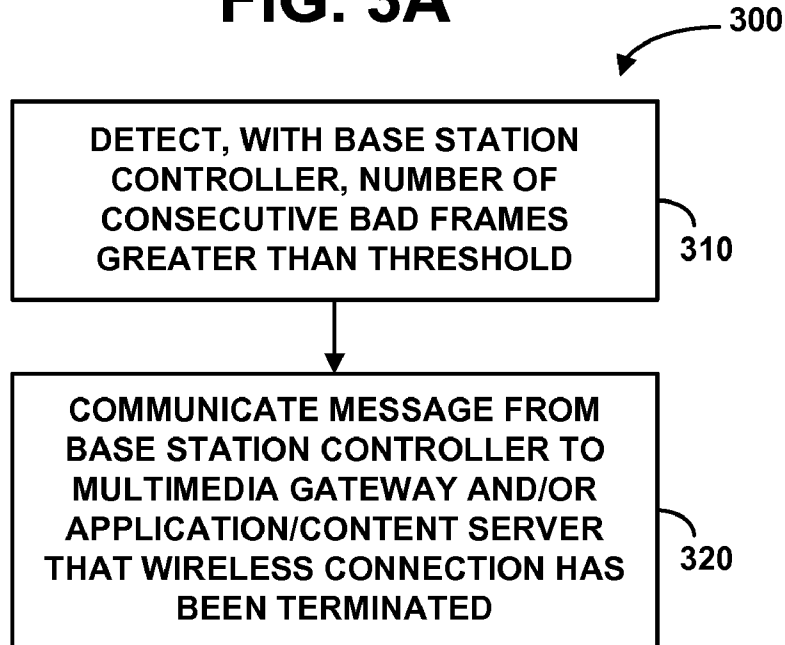 FIG. 3A
300
DETECT, WITH BASE STATION
CONTROLLER, NUMBER OF
CONSECUTIVE BAD FRAMES
GREATER THAN THRESHOLD
310
COMMUNICATE MESSAGE FROM
BASE STATION CONTROLLER TO
MULTIMEDIA GATEWAY AND/OR
APPLICATION/CONTENT SERVER
THAT WIRELESS CONNECTION HAS
BEEN TERMINATED
320